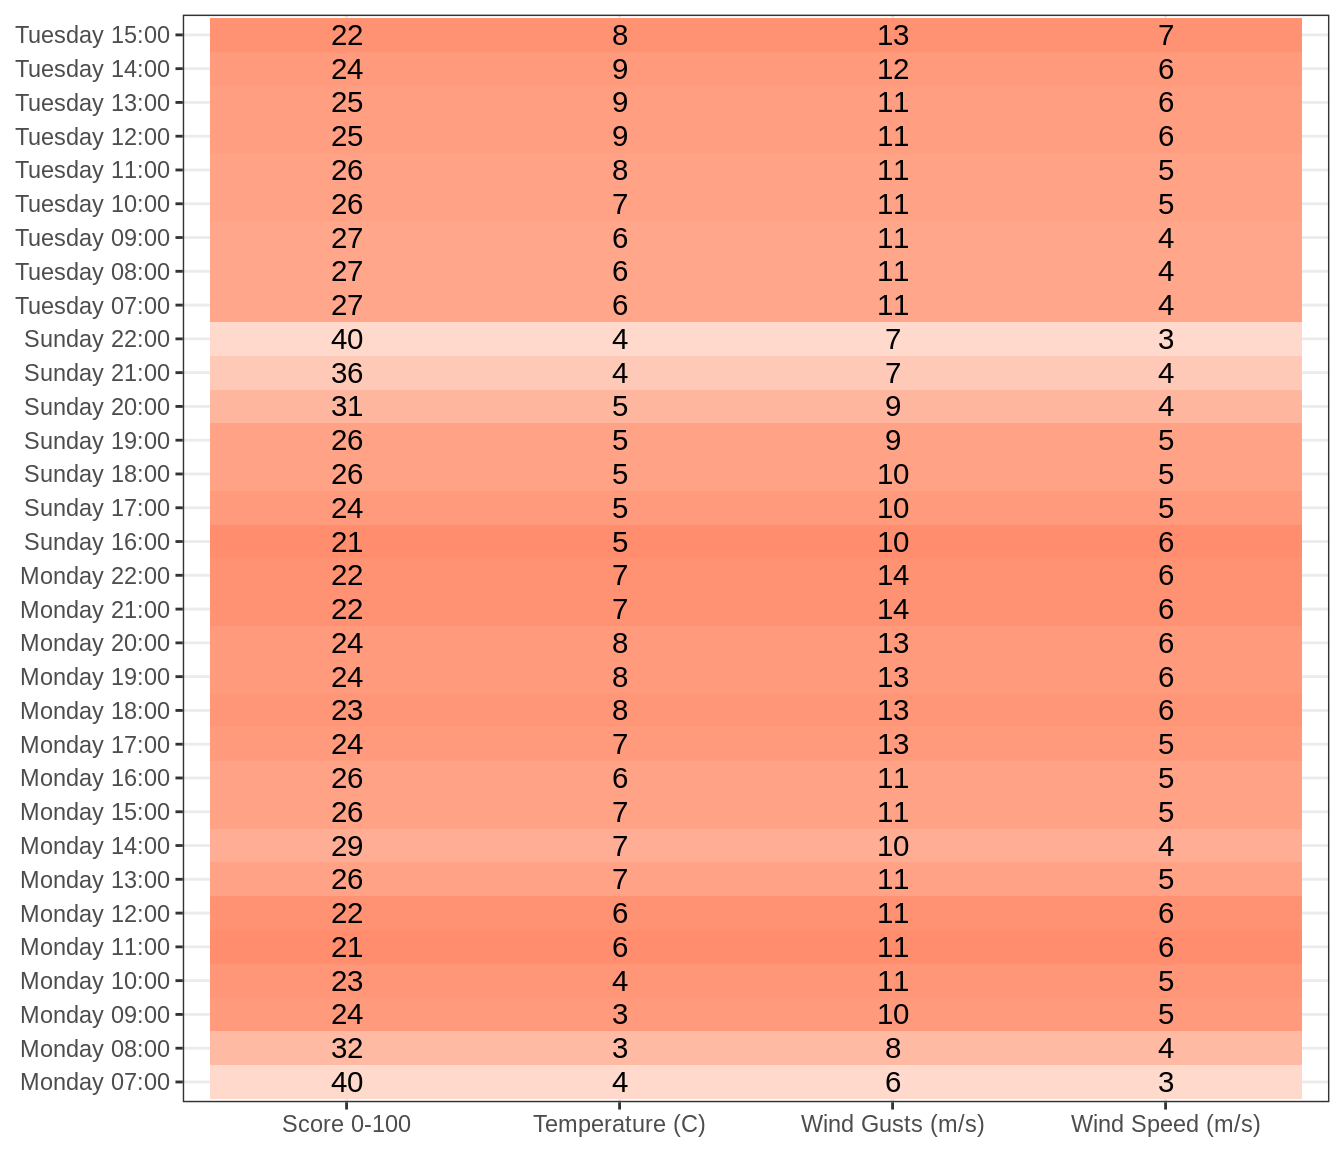 Tuesday 15:00 22 8 13 7
Tuesday 14:00 24 9 12 6
Tuesday 13:00 25 9 11 6
Tuesday 12:00 25 9 11 6
Tuesday 11:00 26 8 11 5
Tuesday 10:00 26 7 11 5
Tuesday 09:00 27 6 11 4
Tuesday 08:00 27 6 11 4
Tuesday 07:00 27 6 11 4
Sunday 22:00 40 4 7 3
Sunday 21:00 36 4 7 4
Sunday 20:00 31 5 9 4
Sunday 19:00 26 5 9 5
Sunday 18:00 26 5 10 5
Sunday 17:00 24 5 10 5
Sunday 16:00 21 5 10 6
Monday 22:00 22 7 14 6
Monday 21:00 22 7 14 6
Monday 20:00 24 8 13 6
Monday 19:00 24 8 13 6
Monday 18:00 23 8 13 6
Monday 17:00 24 7 13 5
Monday 16:00 26 6 11 5
Monday 15:00 26 7 11 5
Monday 14:00 29 7 10 4
Monday 13:00 26 7 11 5
Monday 12:00 22 6 11 6
Monday 11:00 21 6 11 6
Monday 10:00 23 4 11 5
Monday 09:00 24 3 10 5
Monday 08:00 32 3 8 4
Monday 07:00 40 4 6 3
Score 0-100 Temperature (C) Wind Gusts (m/s) Wind Speed (m/s)